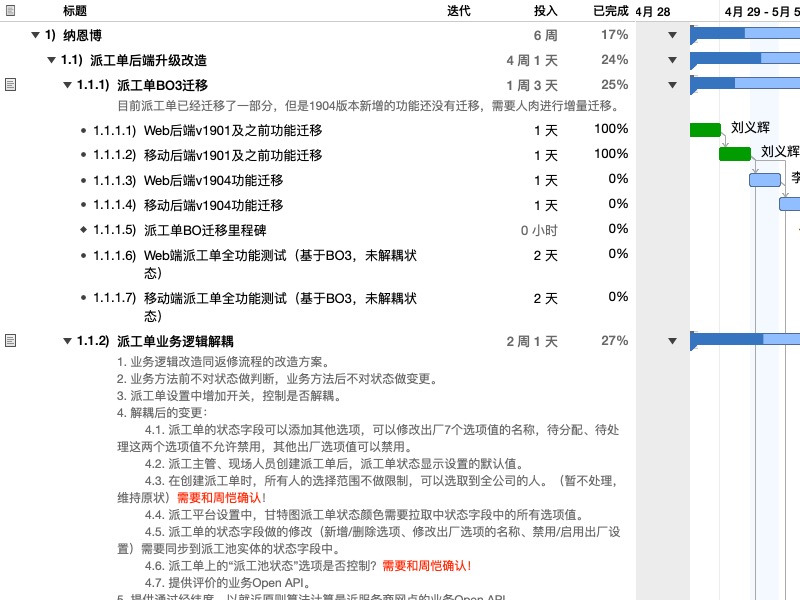 标题 迭代 投入 已完成 4月 28 4月 29 - 5月 5
1) 纳恩博 6 周 17%
1.1) 派工单后端升级改造 4 周 1 天 24%
1.1.1) 派工单BO3迁移 1 周 3 天 25%
目前派工单已经迁移了一部分，但是1904版本新增的功能还没有迁移，需要人肉进行增量迁移。
1.1.1.1) Web后端v1901及之前功能迁移 1 天 100% 刘义辉
1.1.1.2) 移动后端v1901及之前功能迁移 1 天 100% 刘义辉
1.1.1.3) Web后端v1904功能迁移 1 天 0%
1.1.1.4) 移动后端v1904功能迁移 1 天 0%
1.1.1.5) 派工单BO迁移里程碑 0 小时 0%
1.1.1.6) Web端派工单全功能测试（基于BO3，未解耦状 2 天 0%
态）
1.1.1.7) 移动端派工单全功能测试（基于BO3，未解耦状 2 天 0%
态）
1.1.2) 派工单业务逻辑解耦 2 周 1 天 27%
1. 业务逻辑改造同返修流程的改造方案。
2. 业务方法前不对状态做判断，业务方法后不对状态做变更。
3. 派工单设置中增加开关，控制是否解耦。
4. 解耦后的变更：
4.1. 派工单的状态字段可以添加其他选项，可以修改出厂7个选项值的名称，待分配、待处
理这两个选项值不允许禁用，其他出厂选项值可以禁用。
4.2. 派工主管、现场人员创建派工单后，派工单状态显示设置的默认值。
4.3. 在创建派工单时，所有人的选择范围不做限制，可以选取到全公司的人。（暂不处理，
维持原状）需要和周恺确认！
4.4. 派工平台设置中，甘特图派工单状态颜色需要拉取中状态字段中的所有选项值。
4.5. 派工单的状态字段做的修改（新增/删除选项、修改出厂选项的名称、禁用/启用出厂设
置）需要同步到派工池实体的状态字段中。
4.6. 派工单上的“派工池状态”选项是否控制？需要和周恺确认！
4.7. 提供评价的业务Open API。
5. 提供通过经纬度，以就近原则算法计算最近服务商网点的业务Open API